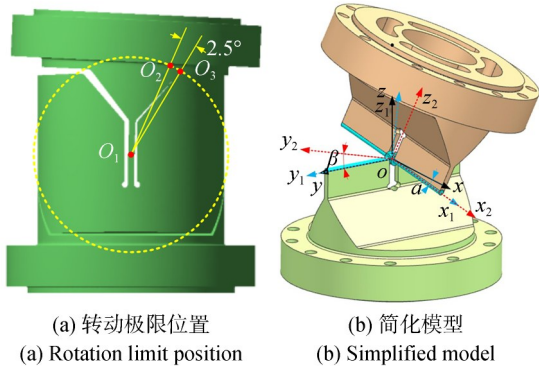 2.5°
O2
O3
O1
z
z1
z2
y2
β
y1
y
o
x
a
x1
x2
(a) 转动极限位置
(b) 简化模型
(a) Rotation limit position
(b) Simplified model